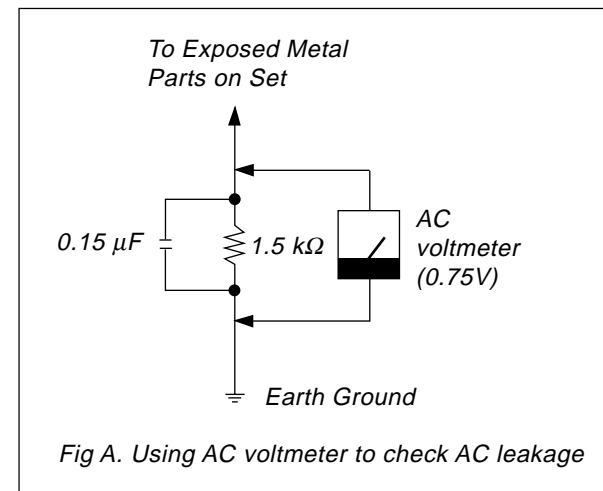 To Exposed Metal
Parts on Set
0.15 μF
1.5 kΩ
AC
voltmeter
(0.75V)
Earth Ground
Fig A. Using AC voltmeter to check AC leakage